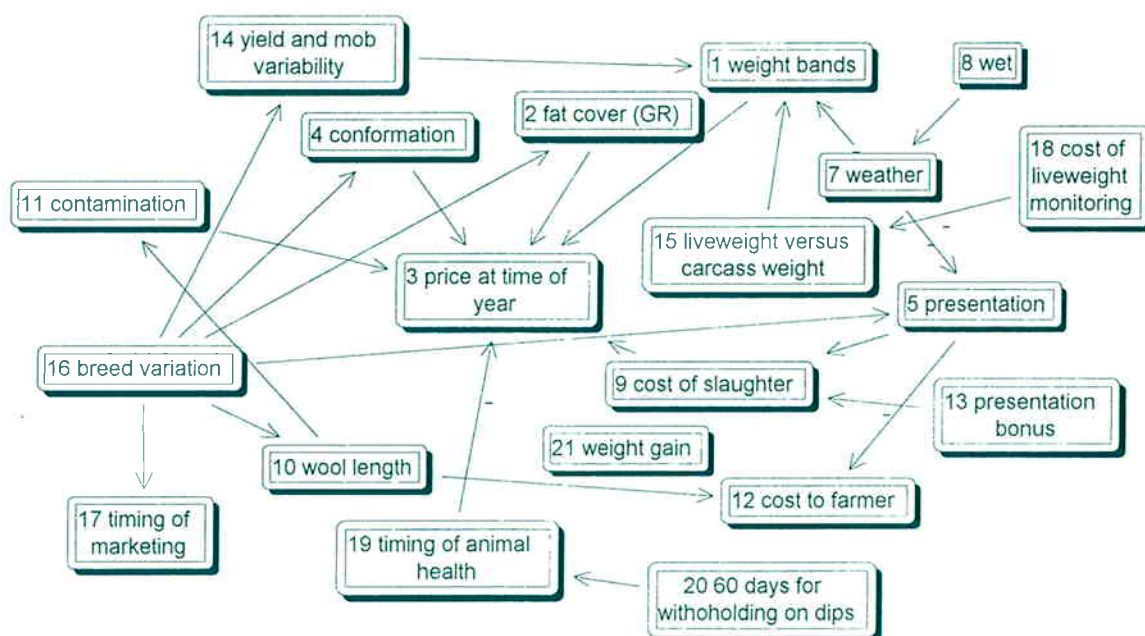 14 yield and mob
variability
1 weight bands
8 wet
2 fat cover (GR)
4 conformation
7 weather
18 cost of
liveweight
monitoring
11 contamination
15 liveweight versus
carcass weight
3 price at time of
year
5 presentation
16 breed variation
9 cost of slaughter
13 presentation
bonus
21 weight gain
10 wool length
12 cost to farmer
17 timing of
marketing
19 timing of animal
health
20 60 days for
withoholding on dips